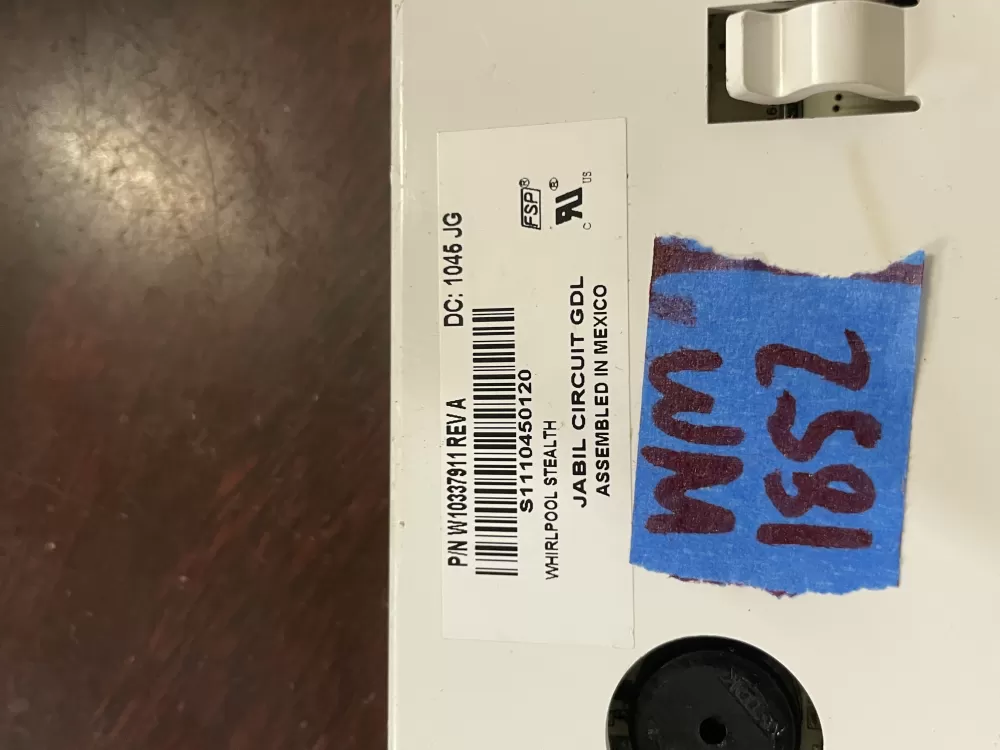 P/N W10337911 REV A DC: 1045 JG
S1110450120
WHIRLPOOL STEALTH
FSP®
C US ®
JABIL CIRCUIT GDL
ASSEMBLED IN MEXICO
WM
1852